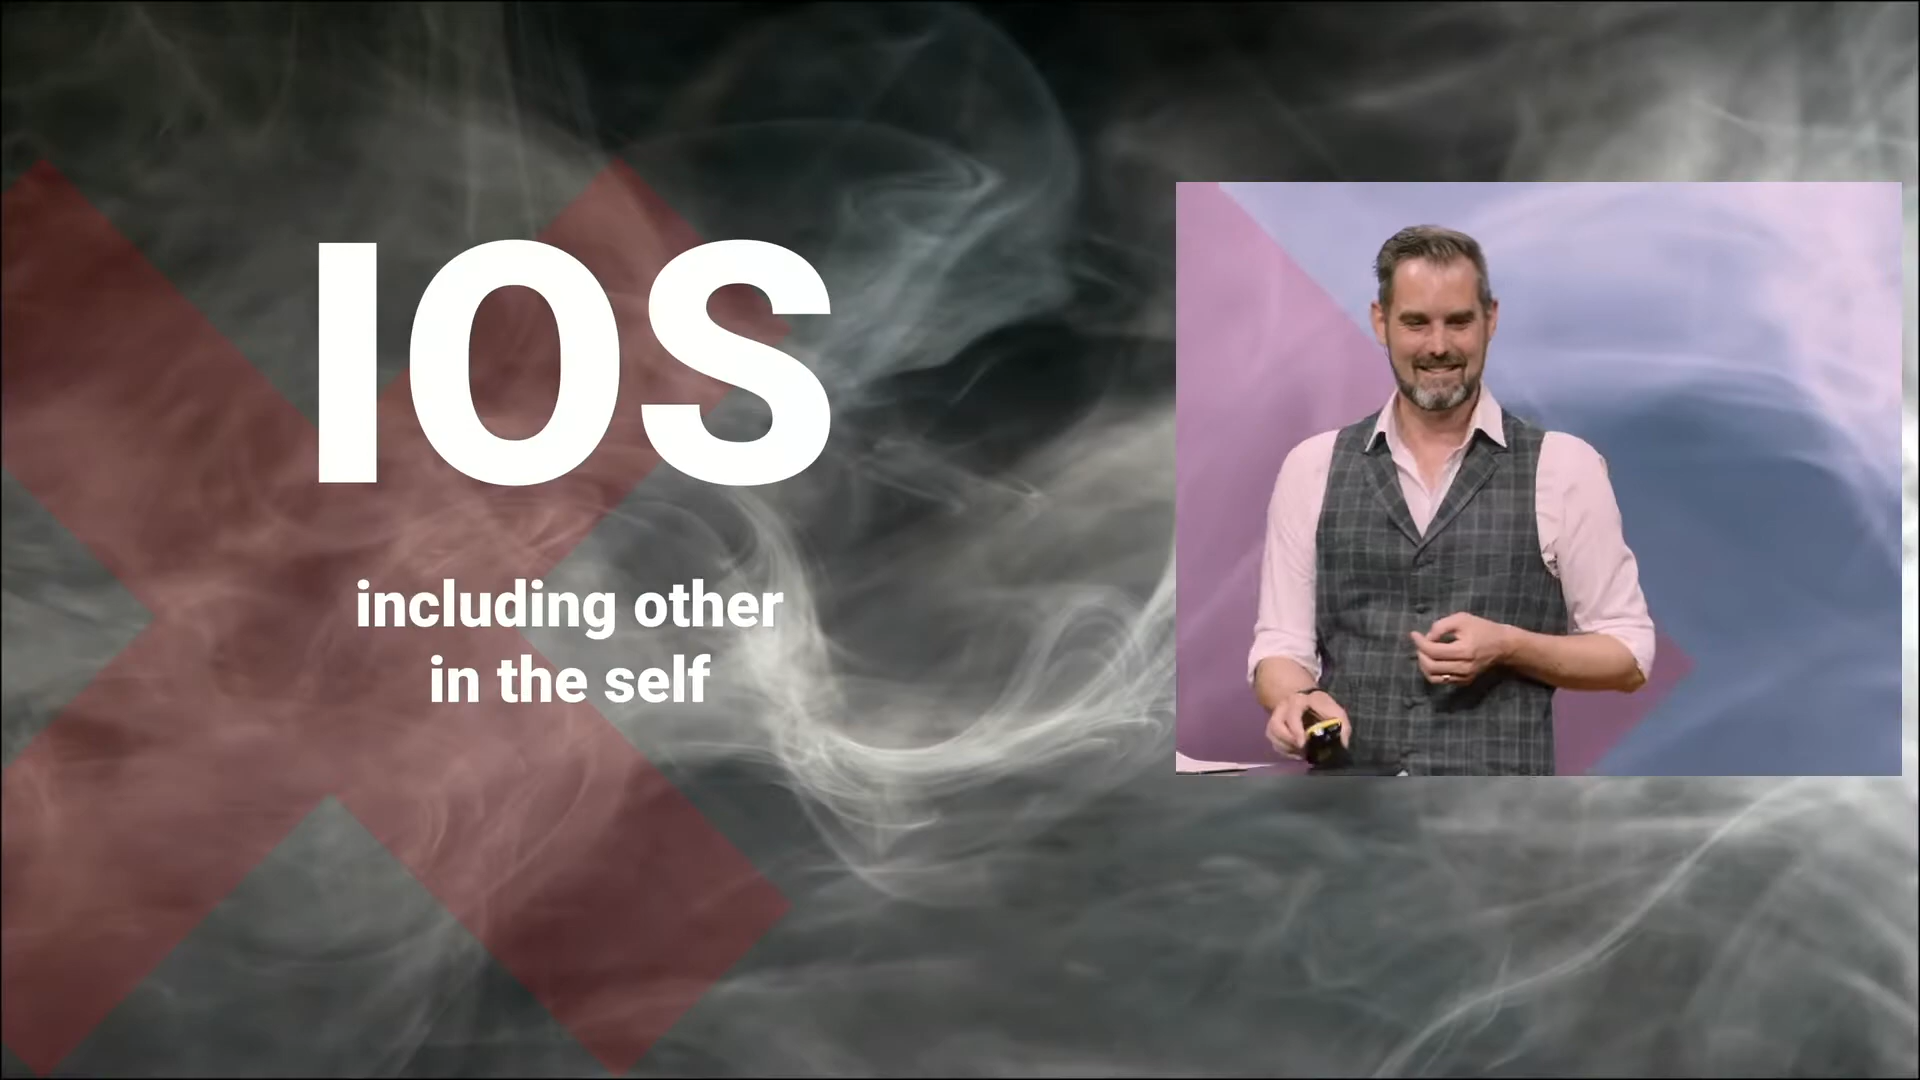 IOS
including other
in the self